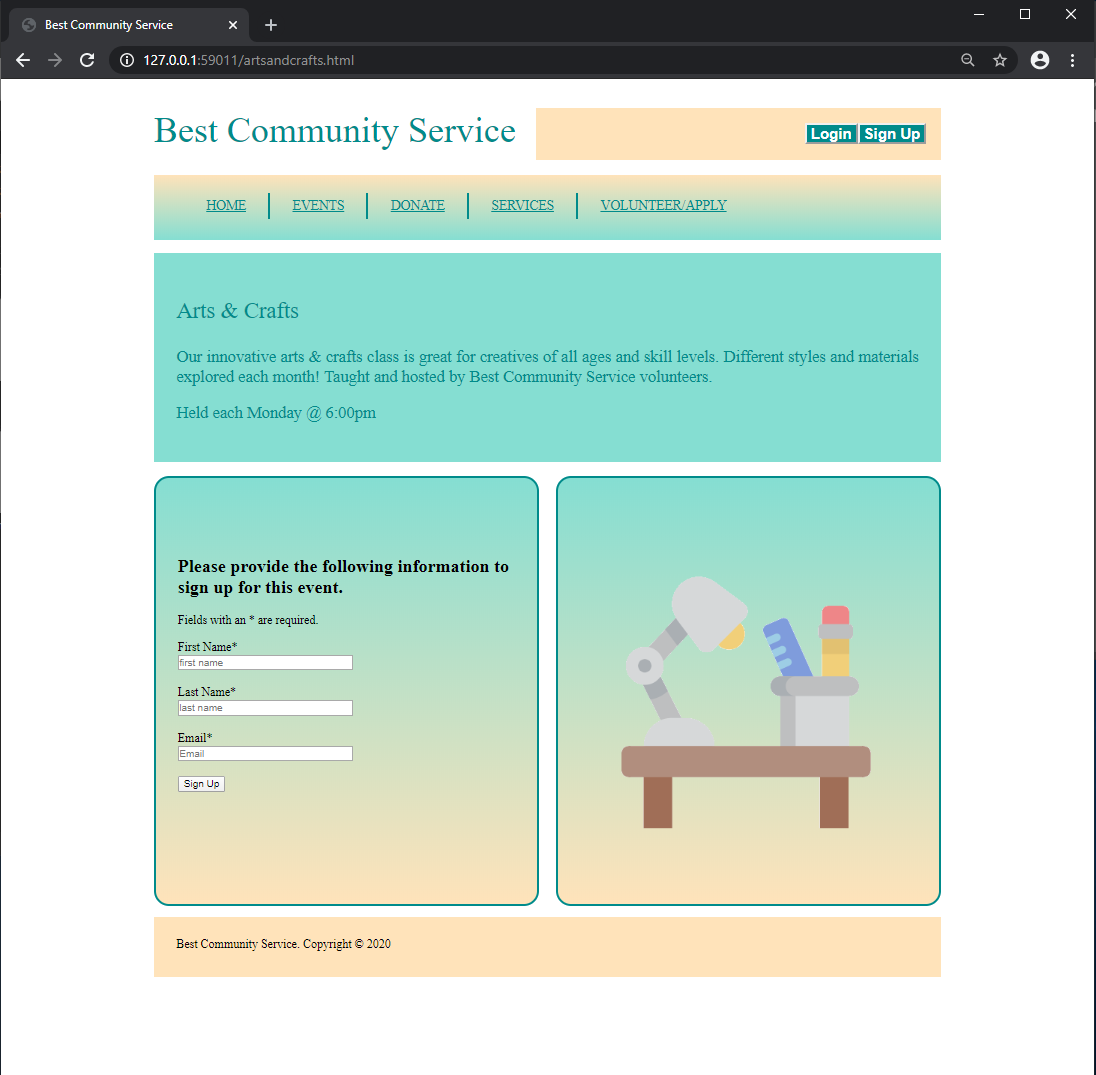 Best Community Service
127.0.0.1:59011/artsandcrafts.html
Best Community Service
Login Sign Up
HOME EVENTS DONATE SERVICES VOLUNTEER/APPLY
Arts & Crafts
Our innovative arts & crafts class is great for creatives of all ages and skill levels. Different styles and materials
explored each month! Taught and hosted by Best Community Service volunteers.
Held each Monday @ 6:00pm
Please provide the following information to
sign up for this event.
Fields with an * are required.
First Name*
first name
Last Name*
last name
Email*
Email
Sign Up
Best Community Service. Copyright © 2020